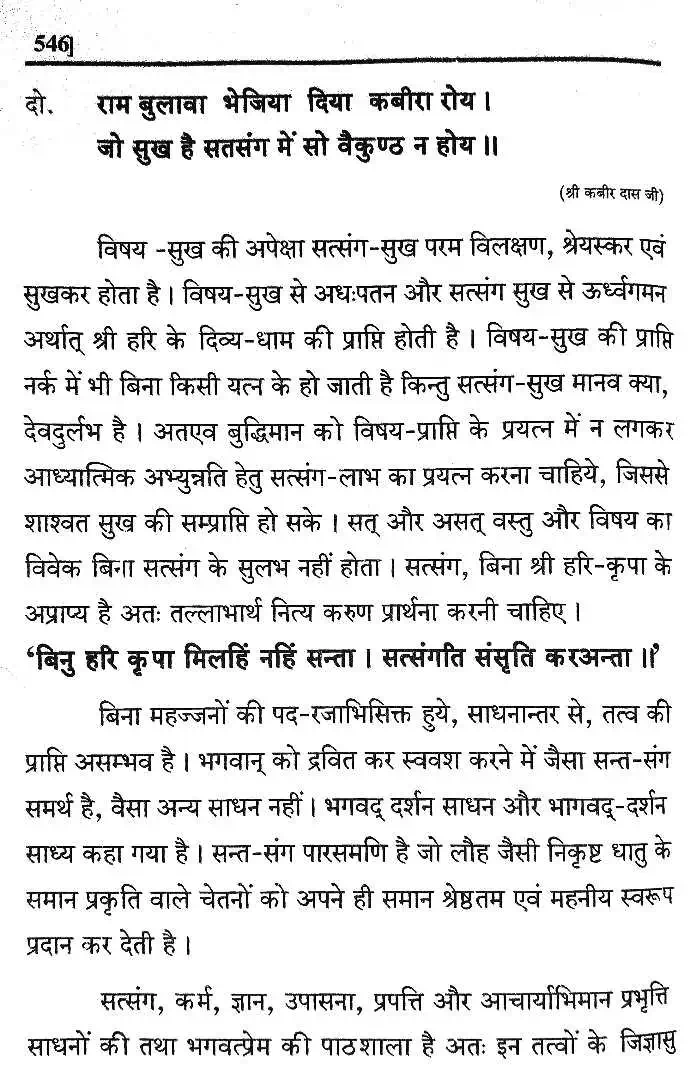 546]
दो. राम बुलावा भेजिया दिया कबीरा रोय।
जो सुख है सतसंग में सो वैकुण्ठ न होय॥
(श्री कबीर दास जी)
विषय -सुख की अपेक्षा सत्संग-सुख परम विलक्षण, श्रेयस्कर एवं
सुखकर होता है। विषय-सुख से अधःपतन और सत्संग सुख से ऊर्ध्वगमन
अर्थात् श्री हरि के दिव्य-धाम की प्राप्ति होती है। विषय-सुख की प्राप्ति
नर्क में भी बिना किसी यत्न के हो जाती है किन्तु सत्संग-सुख मानव क्या,
देवदुर्लभ है। अतएव बुद्धिमान को विषय-प्राप्ति के प्रयत्न में न लगकर
आध्यात्मिक अभ्युन्नति हेतु सत्संग-लाभ का प्रयत्न करना चाहिये, जिससे
शाश्वत सुख की सम्प्राप्ति हो सके। सत् और असत् वस्तु और विषय का
विवेक बिना सत्संग के सुलभ नहीं होता। सत्संग, बिना श्री हरि-कृपा के
अप्राप्य है अतः तल्लाभार्थ नित्य करुण प्रार्थना करनी चाहिए।
‘बिनु हरि कृपा मिलहिं नहिं सन्ता। सत्संगति संसृति करअन्ता॥’
बिना महज्जनों की पद-रजाभिसिक्त हुये, साधनान्तर से, तत्व की
प्राप्ति असम्भव है। भगवान् को द्रवित कर स्ववश करने में जैसा सन्त-संग
समर्थ है, वैसा अन्य साधन नहीं। भगवद् दर्शन साधन और भागवद्-दर्शन
साध्य कहा गया है। सन्त-संग पारसमणि है जो लौह जैसी निकृष्ट धातु के
समान प्रकृति वाले चेतनों को अपने ही समान श्रेष्ठतम एवं महनीय स्वरूप
प्रदान कर देती है।
सत्संग, कर्म, ज्ञान, उपासना, प्रपत्ति और आचार्याभिमान प्रभृत्ति
साधनों की तथा भगवत्प्रेम की पाठशाला है अतः इन तत्वों के जिज्ञासु